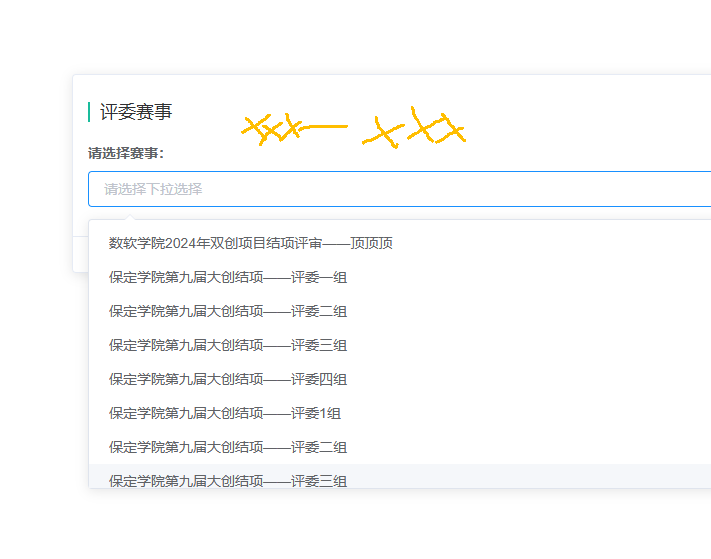 评委赛事
xxx一xxx
请选择赛事：
请选择下拉选择
数软学院2024年双创项目结项评审——顶顶顶
保定学院第九届大创结项——评委一组
保定学院第九届大创结项——评委二组
保定学院第九届大创结项——评委三组
保定学院第九届大创结项——评委四组
保定学院第九届大创结项——评委1组
保定学院第九届大创结项——评委二组
保定学院第九届大创结项——评委三组